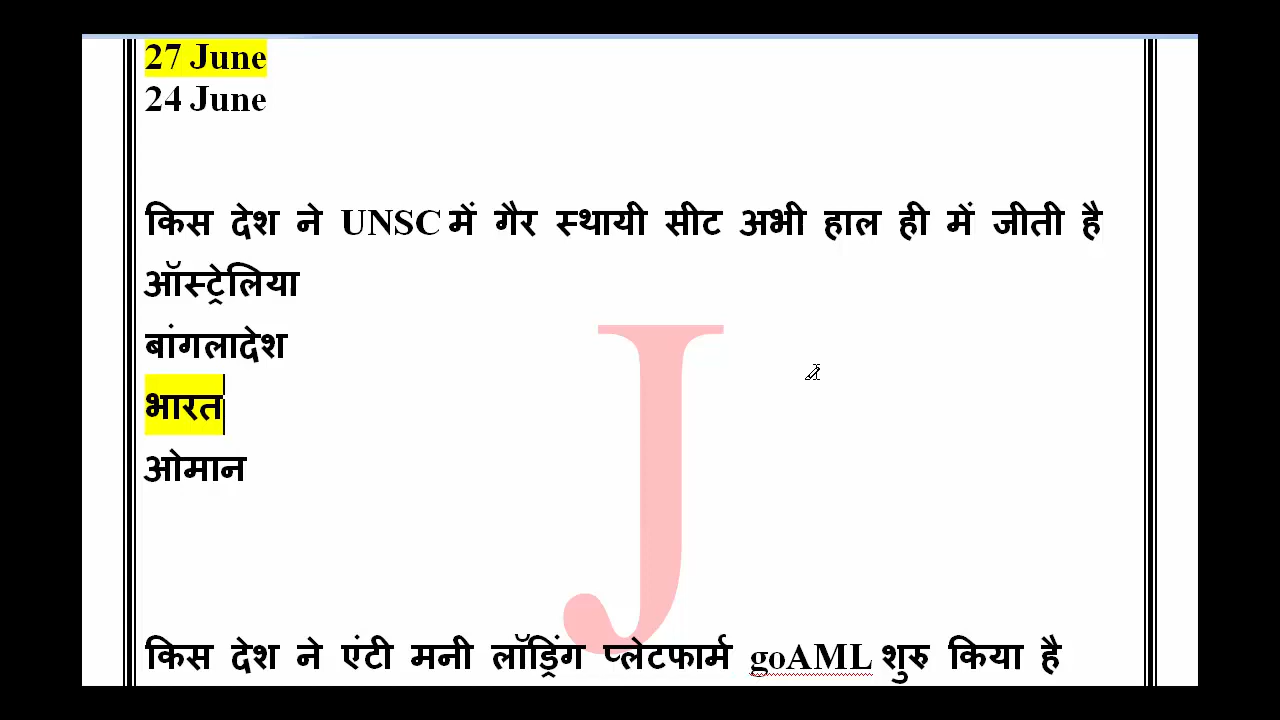 27 June
24 June
किस देश ने UNSC में गैर स्थायी सीट अभी हाल ही में जीती है
ऑस्ट्रेलिया
बांगलादेश
भारत
ओमान
J
किस देश ने एंटी मनी लॉड्रिंग प्लेटफार्म goAML शुरु किया है